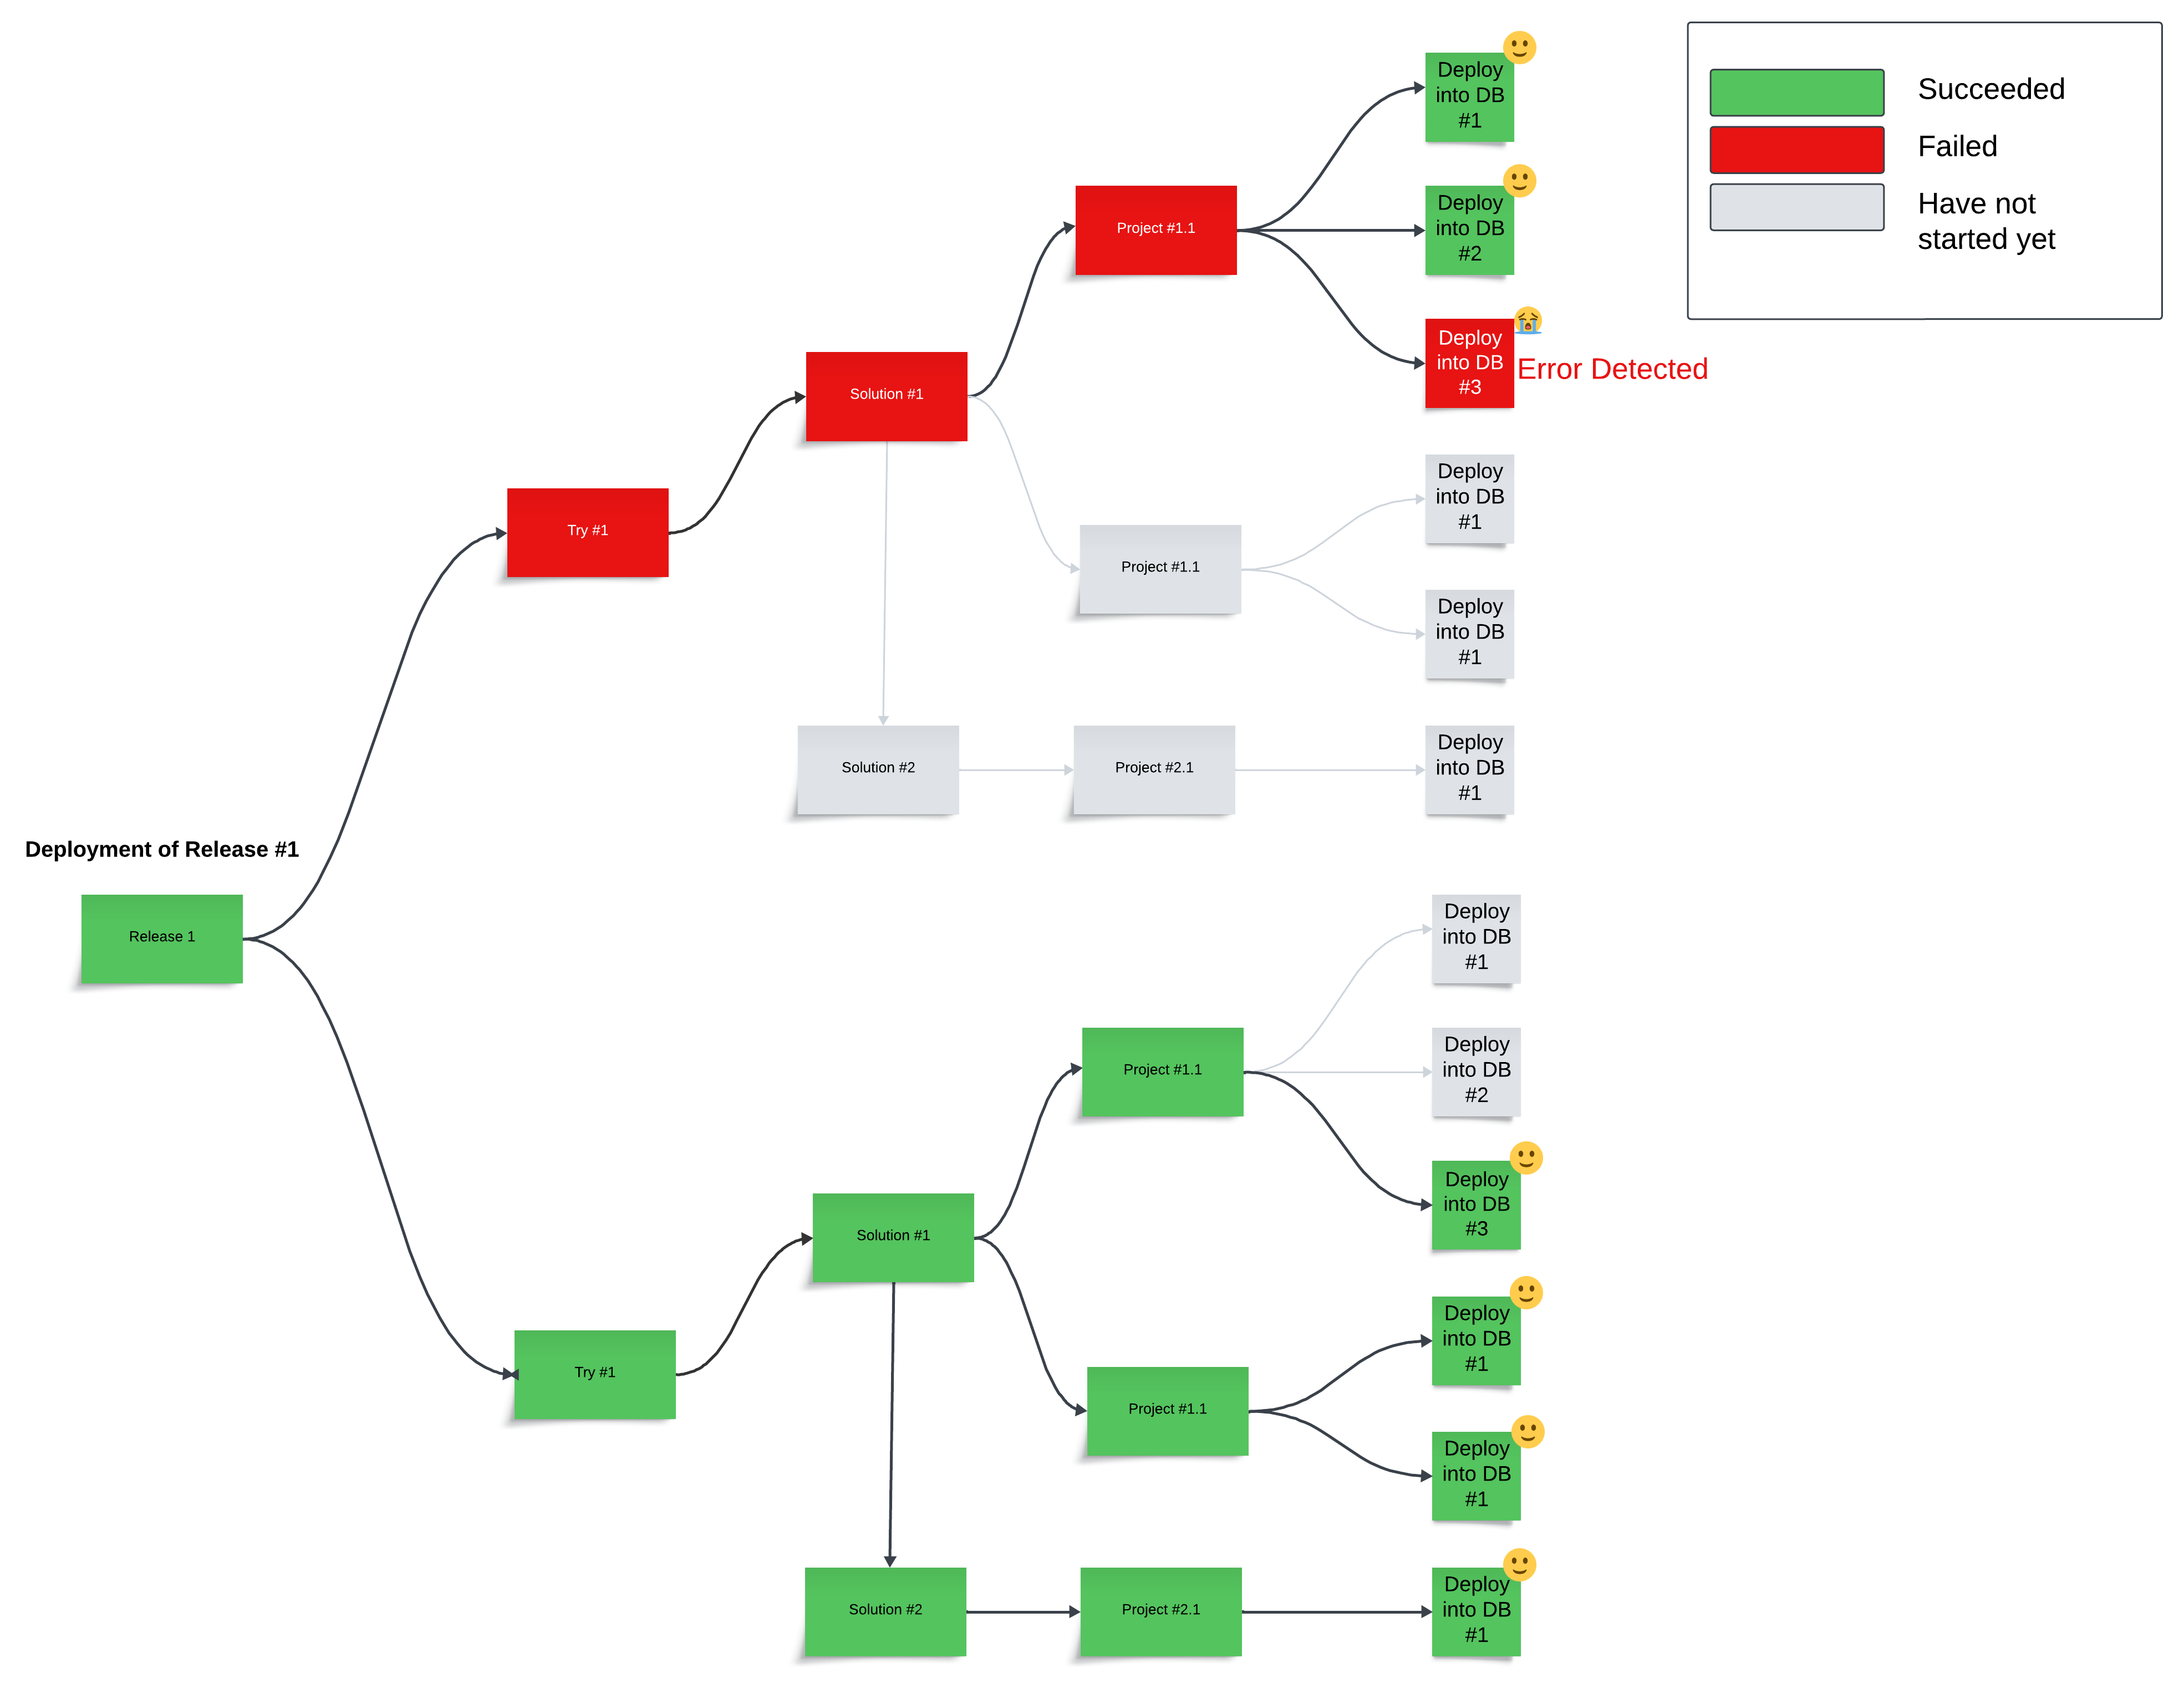 Deploy
into DB
#1
Succeeded
Failed
Have not
started yet
Deploy
into DB
#2
Project #1.1
Deploy
into DB
#3
Error Detected
Solution #1
Deploy
into DB
#1
Try #1
Project #1.1
Deploy
into DB
#1
Solution #2
Project #2.1
Deploy
into DB
#1
Deployment of Release #1
Release 1
Deploy
into DB
#1
Project #1.1
Deploy
into DB
#2
Deploy
into DB
#3
Solution #1
Try #1
Deploy
into DB
#1
Project #1.1
Deploy
into DB
#1
Solution #2
Project #2.1
Deploy
into DB
#1